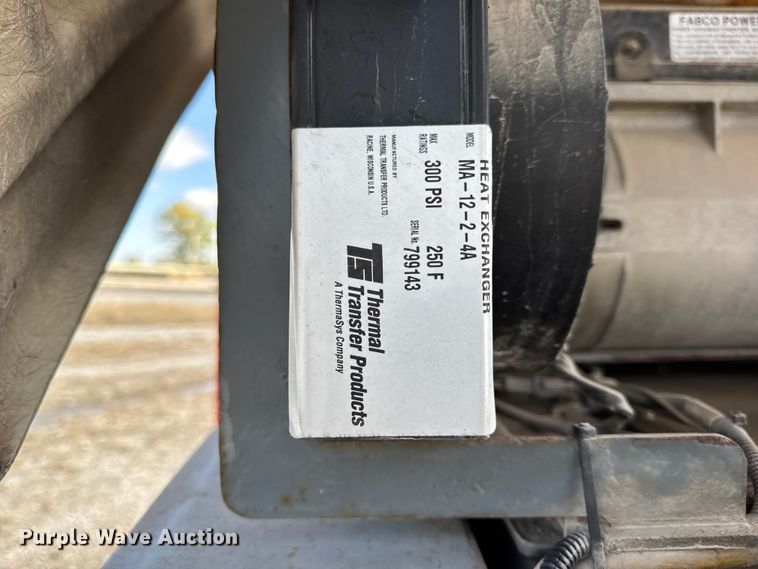 HEAT EXCHANGER
MODEL MA-12-2-4A
MAX RATINGS 300 PSI 250 F
SERIAL No. 799143
MANUFACTURED BY
THERMAL TRANSFER PRODUCTS LTD.
RACINE, WISCONSIN U.S.A.
Thermal
Transfer Products
A ThermaSys Company
FABCO POWER
Purple Wave Auction